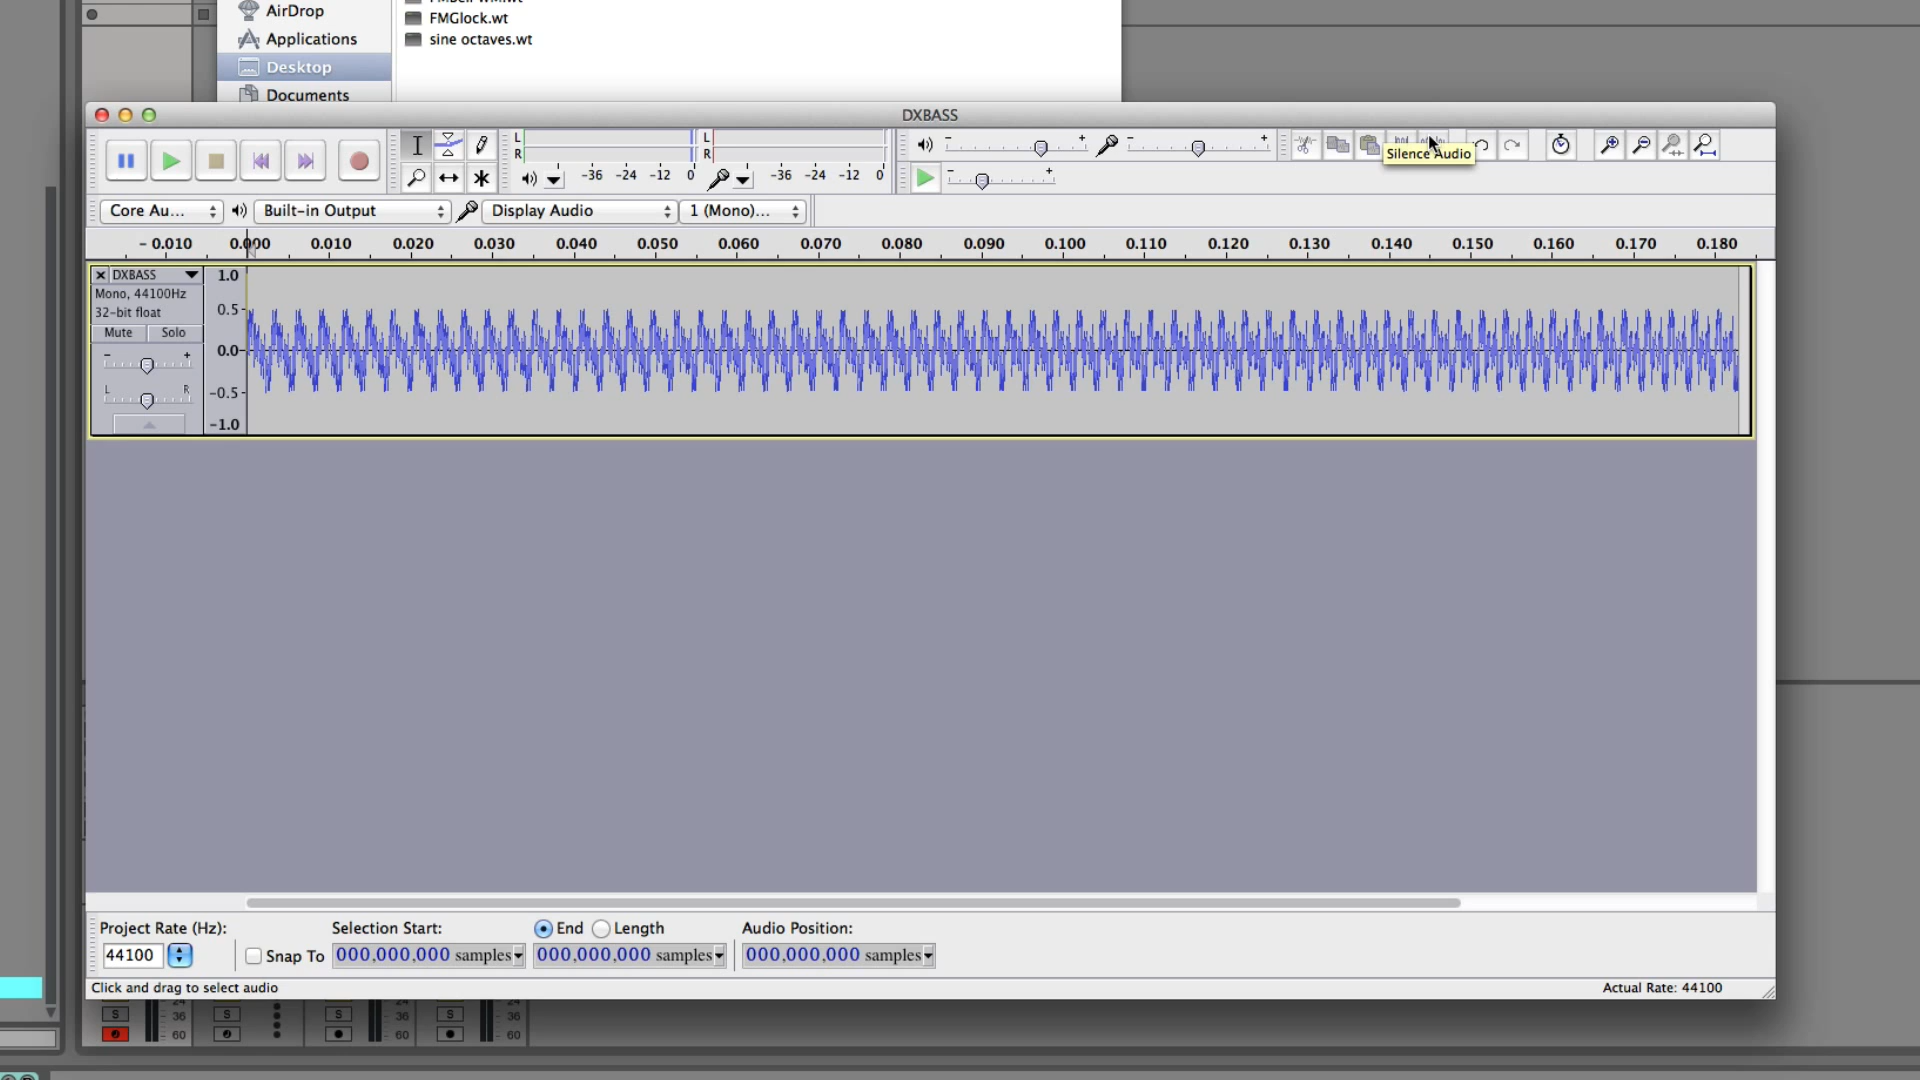 AirDrop
FMGlock.wt
Applications
sine octaves.wt
Desktop
Documents
DXBASS
L
R
-36 -24 -12 0
L
R
-36 -24 -12 0
- + - +
Silence Audio
- +
Core Au...
Built-in Output
Display Audio
1 (Mono)...
- 0.010 0.000 0.010 0.020 0.030 0.040 0.050 0.060 0.070 0.080 0.090 0.100 0.110 0.120 0.130 0.140 0.150 0.160 0.170 0.180
DXBASS
Mono, 44100Hz
32-bit float
Mute Solo
- +
L R
1.0
0.5-
0.0-
-0.5-
-1.0
Project Rate (Hz):
44100
Snap To
Selection Start:
000,000,000 samples
End Length
000,000,000 samples
Audio Position:
000,000,000 samples
Click and drag to select audio
Actual Rate: 44100
S 36 S S 36 S 36
60 60 60